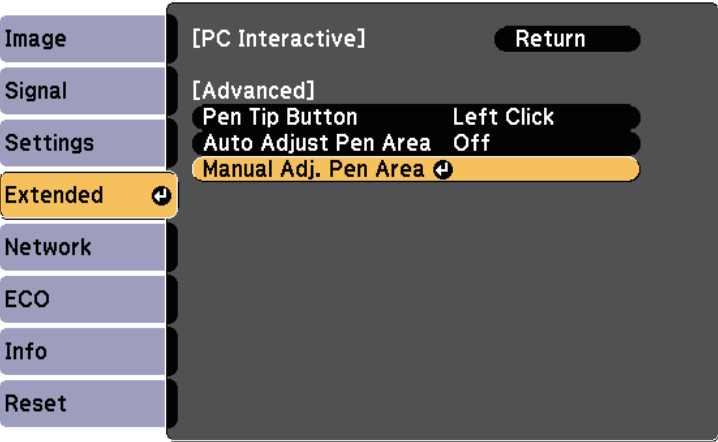 Image
Signal
Settings
Extended
Network
ECO
Info
Reset
[PC Interactive] Return
[Advanced]
Pen Tip Button Left Click
Auto Adjust Pen Area Off
Manual Adj. Pen Area